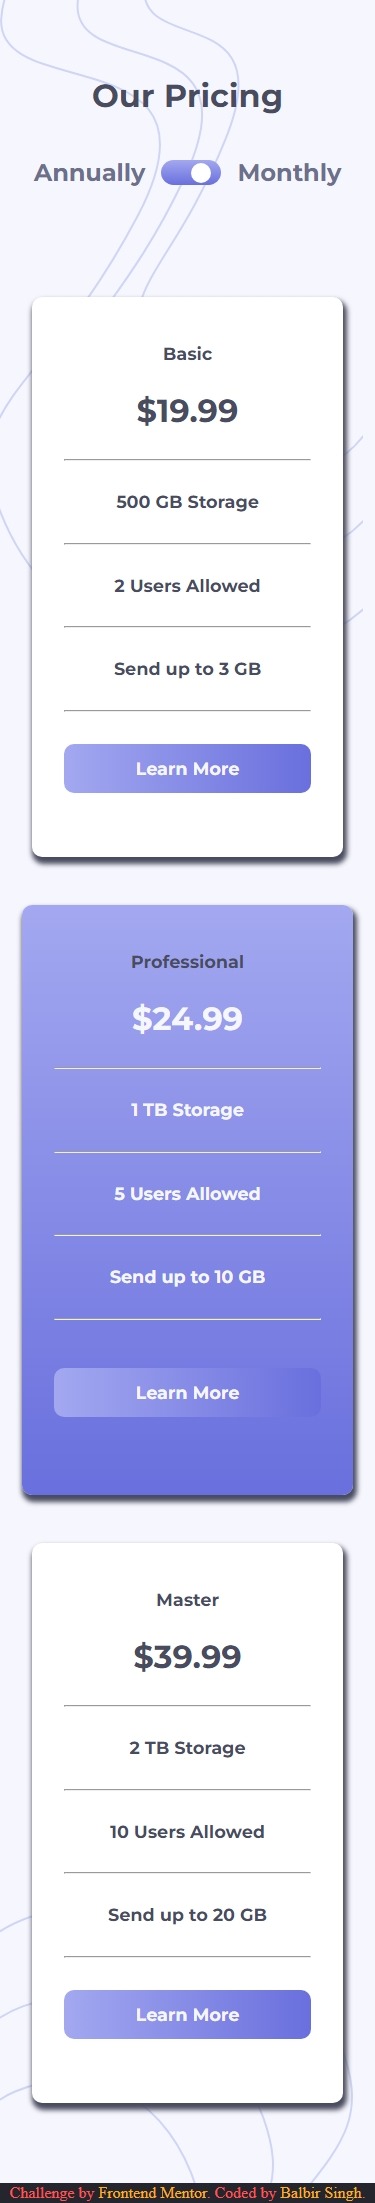 Our Pricing
Annually Monthly
Basic
$19.99
500 GB Storage
2 Users Allowed
Send up to 3 GB
Learn More
Professional
$24.99
1 TB Storage
5 Users Allowed
Send up to 10 GB
Learn More
Master
$39.99
2 TB Storage
10 Users Allowed
Send up to 20 GB
Learn More
Challenge by Frontend Mentor. Coded by Balbir Singh.